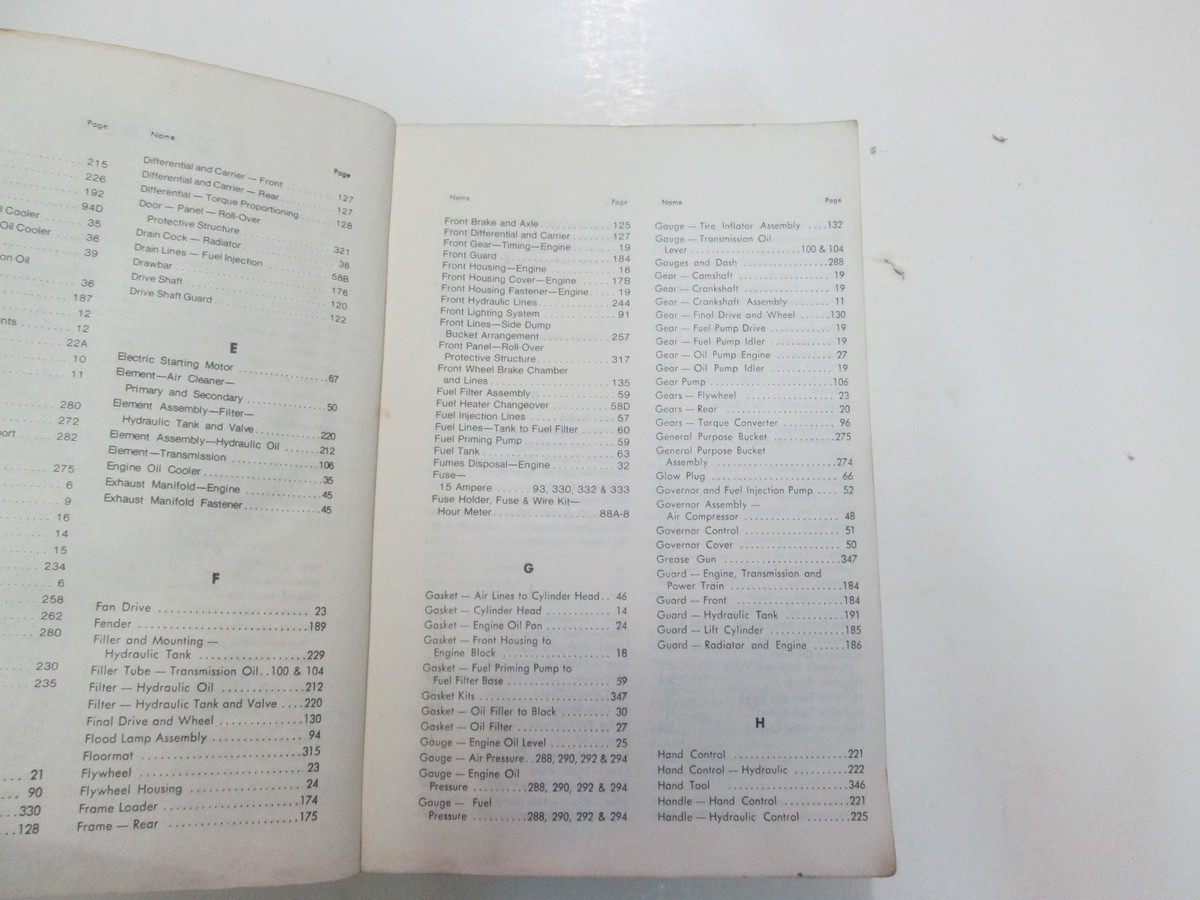 Page
215
226
192
94D
l Cooler 35
Oil Cooler 36
39
on Oil
36
187
nts 12
12
22A
10
11
280
272
port 282
275
6
9
16
14
15
234
6
258
262
280
230
235
.... 21
... 90
...330
...128
Name Page
Differential and Carrier — Front 127
Differential and Carrier — Rear 127
Differential — Torque Proportioning 128
Door — Panel — Roll-Over
Protective Structure 321
Drain Cock — Radiator 36
Drain Lines — Fuel Injection 58B
Drawbar 176
Drive Shaft 120
Drive Shaft Guard 122
E
Electric Starting Motor 67
Element—Air Cleaner—
Primary and Secondary 50
Element Assembly—Filter—
Hydraulic Tank and Valve 220
Element Assembly—Hydraulic Oil 212
Element—Transmission 106
Engine Oil Cooler 35
Exhaust Manifold—Engine 45
Exhaust Manifold Fastener 45
F
Fan Drive 23
Fender 189
Filler and Mounting —
Hydraulic Tank 229
Filler Tube — Transmission Oil..100 & 104
Filter — Hydraulic Oil 212
Filter — Hydraulic Tank and Valve ....220
Final Drive and Wheel 130
Flood Lamp Assembly 94
Floormat 315
Flywheel 23
Flywheel Housing 24
Frame Loader 174
Frame — Rear 175
Name Page
Front Brake and Axle 125
Front Differential and Carrier 127
Front Gear—Timing—Engine 19
Front Guard 184
Front Housing—Engine 18
Front Housing Cover—Engine 17B
Front Housing Fastener—Engine 19
Front Hydraulic Lines 244
Front Lighting System 91
Front Lines—Side Dump
Bucket Arrangement 257
Front Panel—Roll-Over
Protective Structure 317
Front Wheel Brake Chamber
and Lines 135
Fuel Filter Assembly 59
Fuel Heater Changeover 58D
Fuel Injection Lines 57
Fuel Lines—Tank to Fuel Filter 60
Fuel Priming Pump 59
Fuel Tank 63
Fumes Disposal—Engine 32
Fuse—
15 Ampere 93, 330, 332 & 333
Fuse Holder, Fuse & Wire Kit—
Hour Meter 88A-8
G
Gasket — Air Lines to Cylinder Head.. 46
Gasket — Cylinder Head 14
Gasket — Engine Oil Pan 24
Gasket — Front Housing to
Engine Block 18
Gasket — Fuel Priming Pump to
Fuel Filter Base 59
Gasket Kits 347
Gasket — Oil Filler to Block 30
Gasket — Oil Filter 27
Gauge — Engine Oil Level 25
Gauge — Air Pressure..288, 290, 292 & 294
Gauge — Engine Oil
Pressure 288, 290, 292 & 294
Gauge — Fuel
Pressure 288, 290, 292 & 294
Name Page
Gauge — Tire Inflator Assembly ....132
Gauge — Transmission Oil
Lever 100 & 104
Gauges and Dash 288
Gear — Camshaft 19
Gear — Crankshaft 19
Gear — Crankshaft Assembly 11
Gear — Final Drive and Wheel 130
Gear — Fuel Pump Drive 19
Gear — Fuel Pump Idler 19
Gear — Oil Pump Engine 27
Gear — Oil Pump Idler 19
Gear Pump 106
Gears — Flywheel 23
Gears — Rear 20
Gears — Torque Converter 96
General Purpose Bucket 275
General Purpose Bucket
Assembly 274
Glow Plug 66
Governor and Fuel Injection Pump .... 52
Governor Assembly —
Air Compressor 48
Governor Control 51
Governor Cover 50
Grease Gun 347
Guard — Engine, Transmission and
Power Train 184
Guard — Front 184
Guard — Hydraulic Tank 191
Guard — Lift Cylinder 185
Guard — Radiator and Engine ......186
H
Hand Control 221
Hand Control — Hydraulic 222
Hand Tool 346
Handle — Hand Control 221
Handle — Hydraulic Control 225